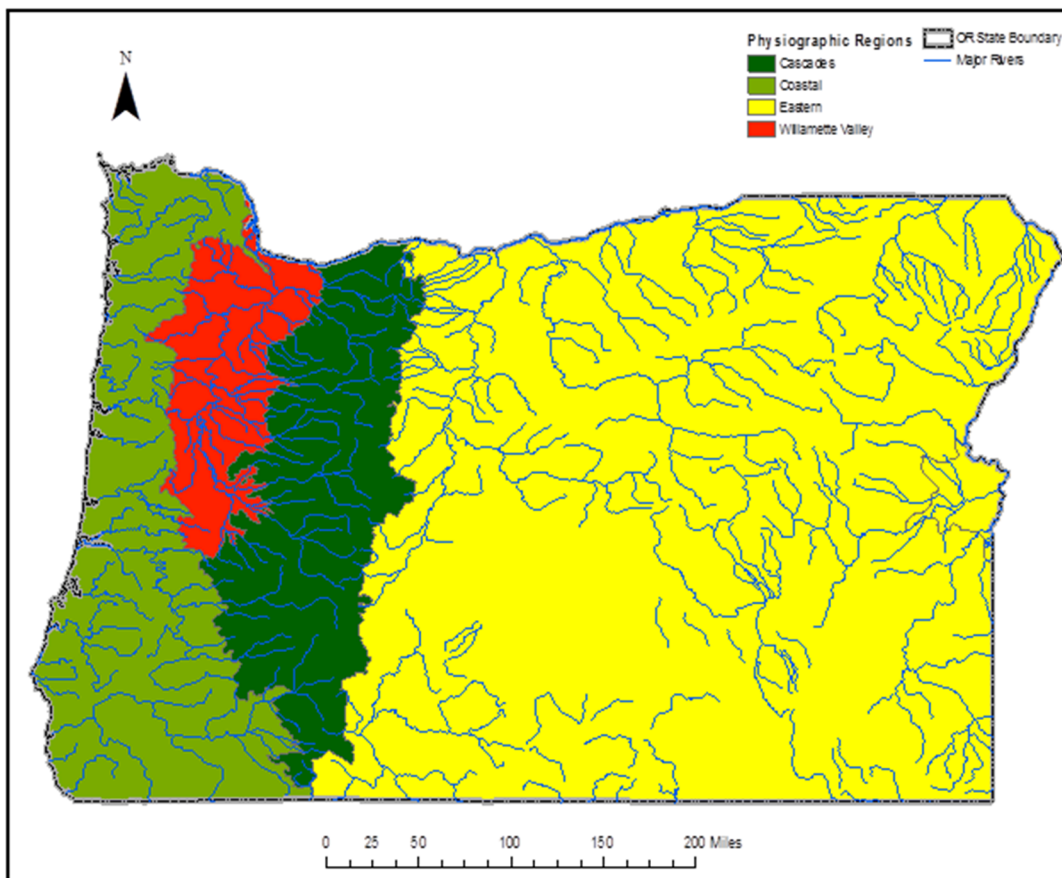 N
Physiographic Regions
Cascades
Coastal
Eastern
Willamette Valley
OR State Boundary
Major Rivers
0 25 50 100 150 200 Miles